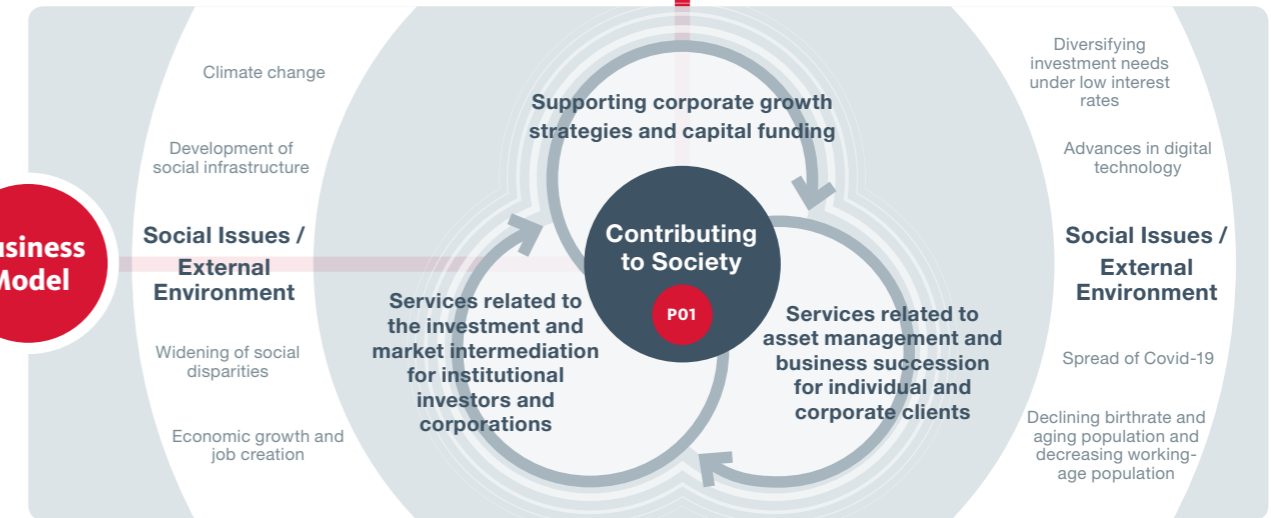 Climate change
Development of
social infrastructure
Social Issues /
External
Environment
Widening of social
disparities
Economic growth and
job creation
Supporting corporate growth
strategies and capital funding
Contributing
to Society
P01
Services related to
the investment and
market intermediation
for institutional
investors and
corporations
Services related to
asset management and
business succession
for individual and
corporate clients
Diversifying
investment needs
under low interest
rates
Advances in digital
technology
Social Issues /
External
Environment
Spread of Covid-19
Declining birthrate and
aging population and
decreasing working-
age population